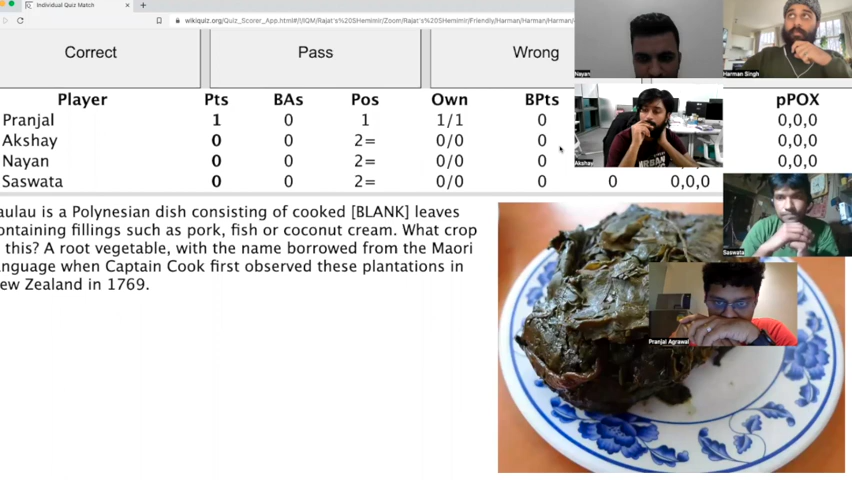 Individual Quiz Match
wikiquiz.org/Quiz_Scorer_App.html#//IQM/Rajat's%20SHemimir/Zoom/Rajat's%20SHemimir/Friendly/Harman/Harman/Harman/
Correct Pass Wrong
Player Pts BAs Pos Own BPts pPOX
Pranjal 1 0 1 1/1 0 0,0,0
Akshay 0 0 2= 0/0 0 0,0,0
Nayan 0 0 2= 0/0 0 0,0,0
Saswata 0 0 2= 0/0 0 0 0,0,0 0,0,0
aulau is a Polynesian dish consisting of cooked [BLANK] leaves
ontaining fillings such as pork, fish or coconut cream. What crop
this? A root vegetable, with the name borrowed from the Maori
nguage when Captain Cook first observed these plantations in
ew Zealand in 1769.
Nayan
Harman Singh
Akshay
Saswata
Pranjal Agrawal